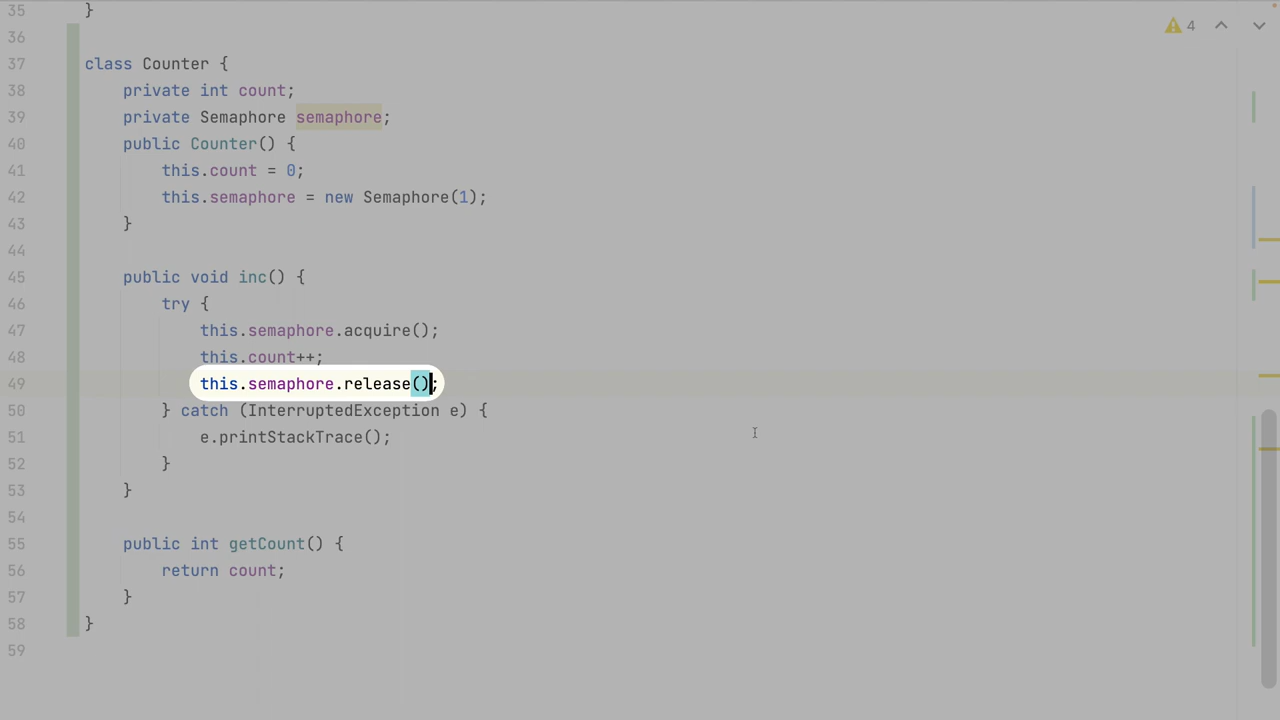 4
35 }
36
37 class Counter {
38 private int count;
39 private Semaphore semaphore;
40 public Counter() {
41 this.count = 0;
42 this.semaphore = new Semaphore(1);
43 }
44
45 public void inc() {
46 try {
47 this.semaphore.acquire();
48 this.count++;
49 this.semaphore.release();
50 } catch (InterruptedException e) {
51 e.printStackTrace();
52 }
53 }
54
55 public int getCount() {
56 return count;
57 }
58 }
59